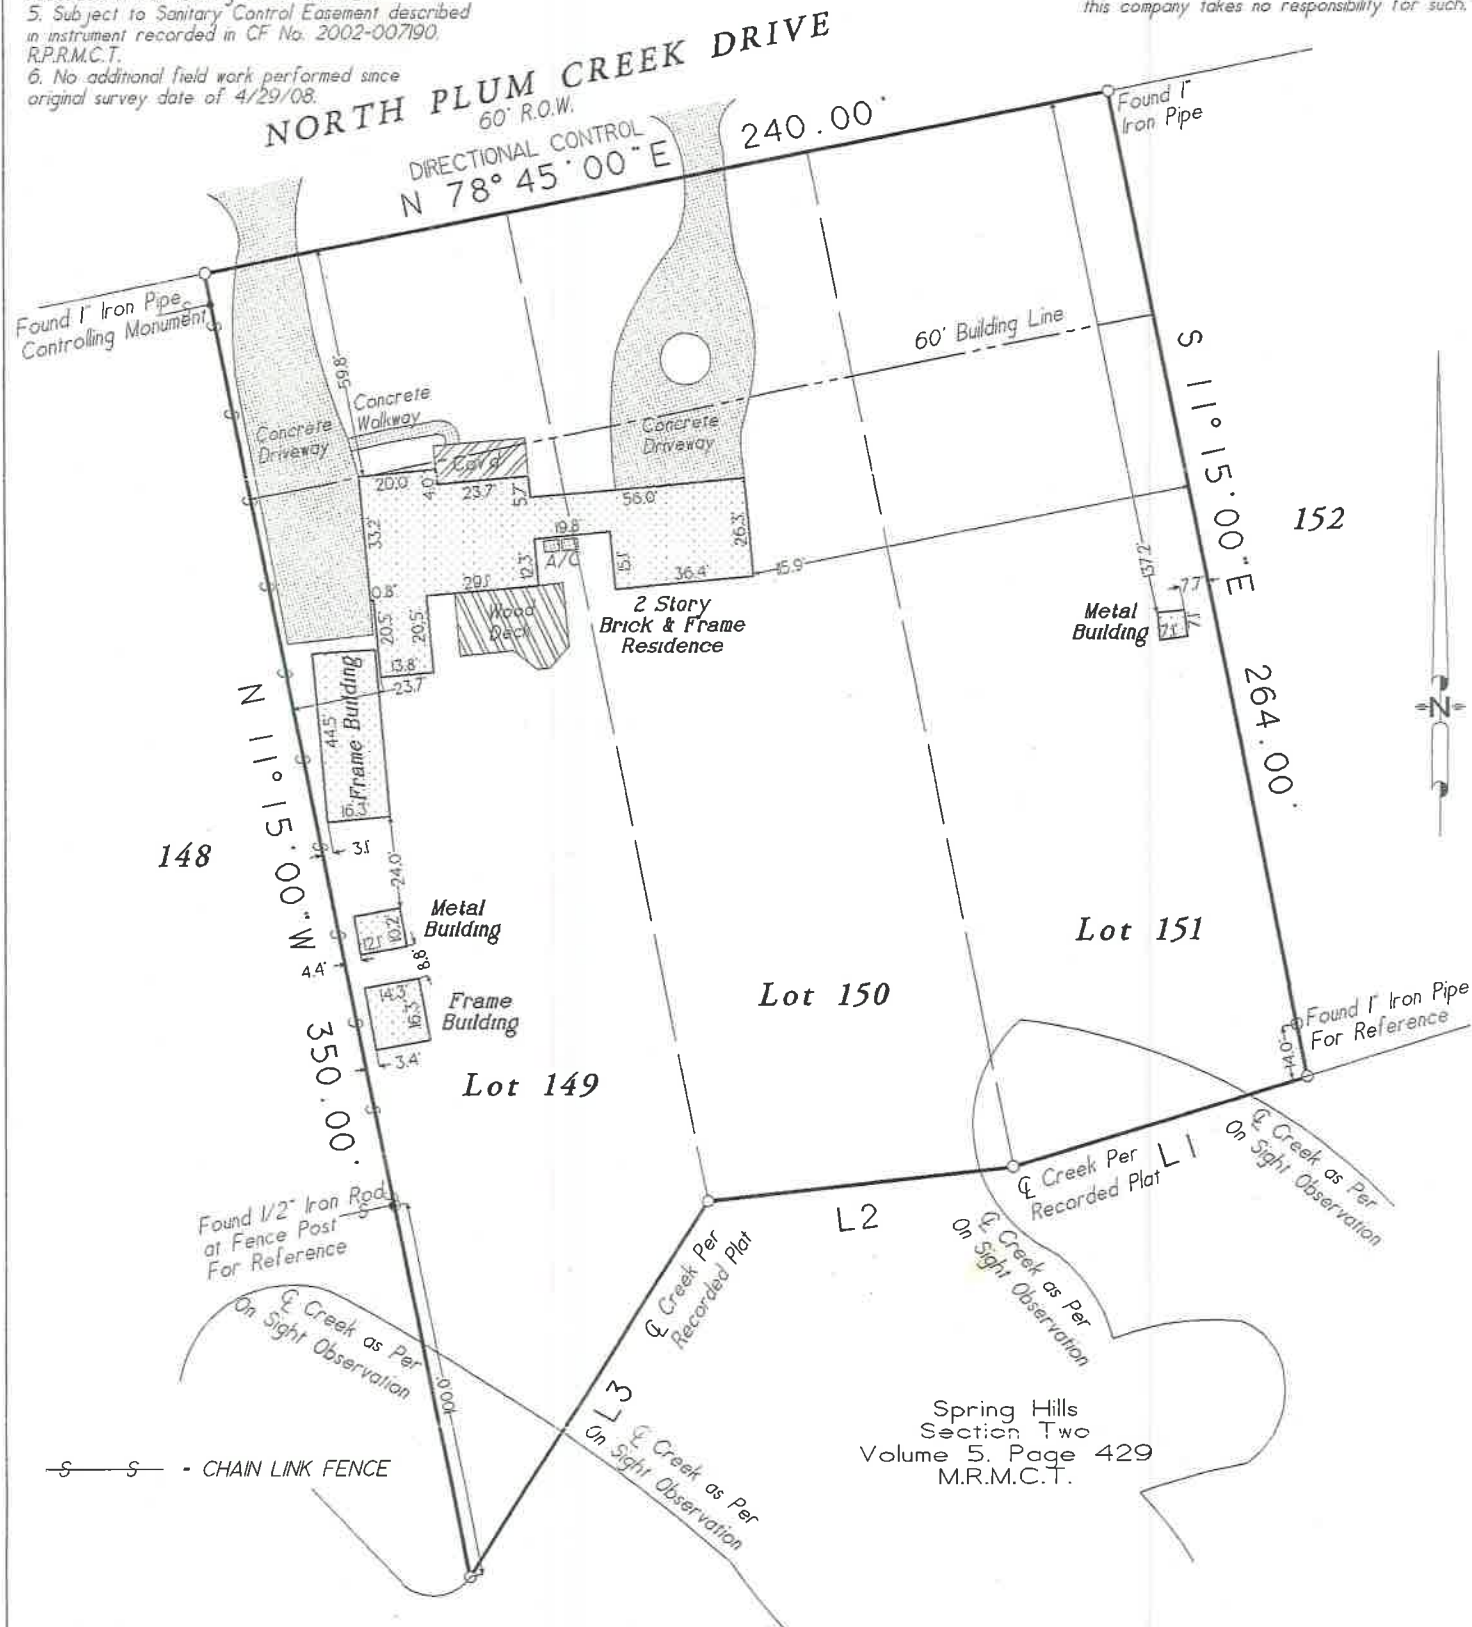 5. Subject to Sanitary Control Easement described
in instrument recorded in CF No. 2002-007190,
R.P.R.M.C.T.
6. No additional field work performed since
original survey date of 4/29/08.
this company takes no responsibility for such.
NORTH PLUM CREEK DRIVE
60' R.O.W.
DIRECTIONAL CONTROL
N 78° 45' 00" E
240.00'
Found 1"
Iron Pipe
Found 1" Iron Pipe
Controlling Monument
59.8'
60' Building Line
Concrete
Walkway
Concrete
Driveway
Concrete
Driveway
Cov'd
20.0'
4.0'
23.7'
5.7'
56.0'
33.2'
19.8'
A/C
26.3'
12.3'
15.1'
36.4'
15.9'
0.8'
29.1'
20.5'
20.5'
13.8'
23.7'
Wood
Deck
2 Story
Brick & Frame
Residence
S 11° 15' 00" E
264.00'
152
137.2'
7.7'
Metal
Building
7.1'
7.1'
N
Frame Building
44.5'
16.3'
3.1'
24.0'
N 11° 15' 00" W
350.00'
148
Metal
Building
12.1'
10.2'
4.4'
8.8'
14.3'
16.3'
3.4'
Frame
Building
Lot 149
Lot 150
Lot 151
Found 1" Iron Pipe
For Reference
14.0'
Found 1/2" Iron Rod
at Fence Post
For Reference
100.0'
L1
L2
L3
℄ Creek Per
Recorded Plat
℄ Creek Per
Recorded Plat
℄ Creek as Per
On Sight Observation
℄ Creek as Per
On Sight Observation
℄ Creek as Per
On Sight Observation
℄ Creek as Per
On Sight Observation
Spring Hills
Section Two
Volume 5, Page 429
M.R.M.C.T.
S S - CHAIN LINK FENCE